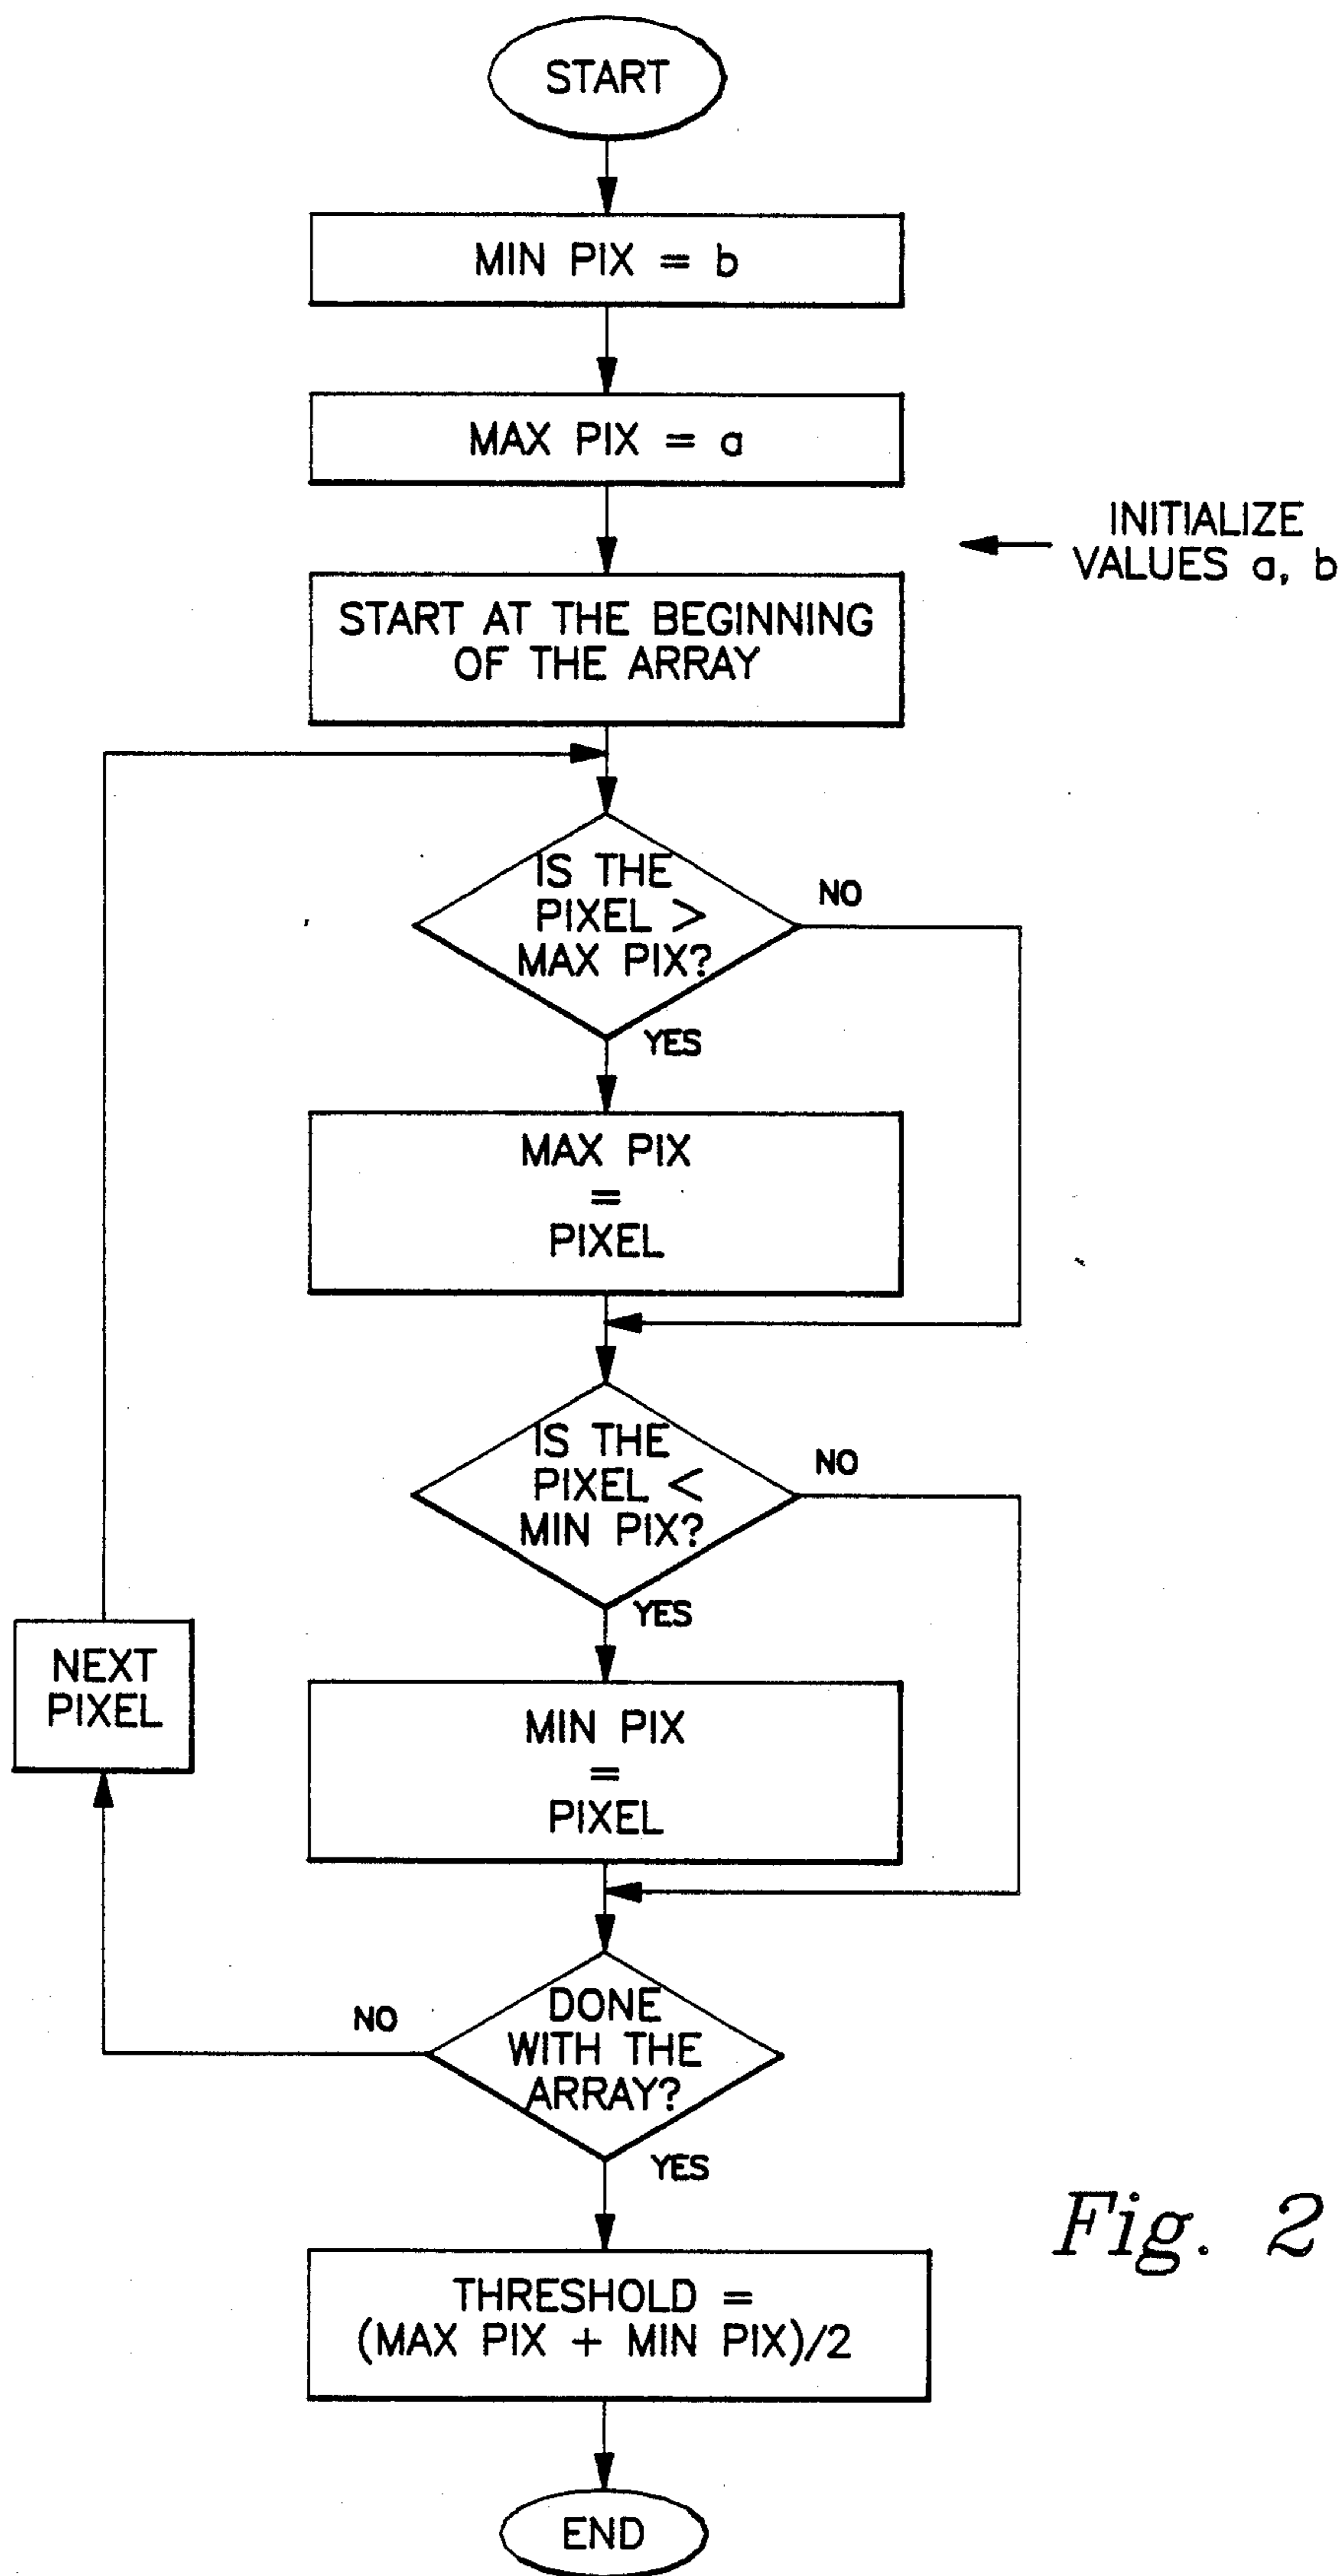 START
MIN PIX = b
MAX PIX = a
INITIALIZE
VALUES a, b
START AT THE BEGINNING
OF THE ARRAY
IS THE
PIXEL >
MAX PIX?
NO
YES
MAX PIX
=
PIXEL
IS THE
PIXEL <
MIN PIX?
NO
YES
NEXT
PIXEL
MIN PIX
=
PIXEL
DONE
WITH THE
ARRAY?
NO
YES
THRESHOLD =
(MAX PIX + MIN PIX)/2
Fig. 2
END